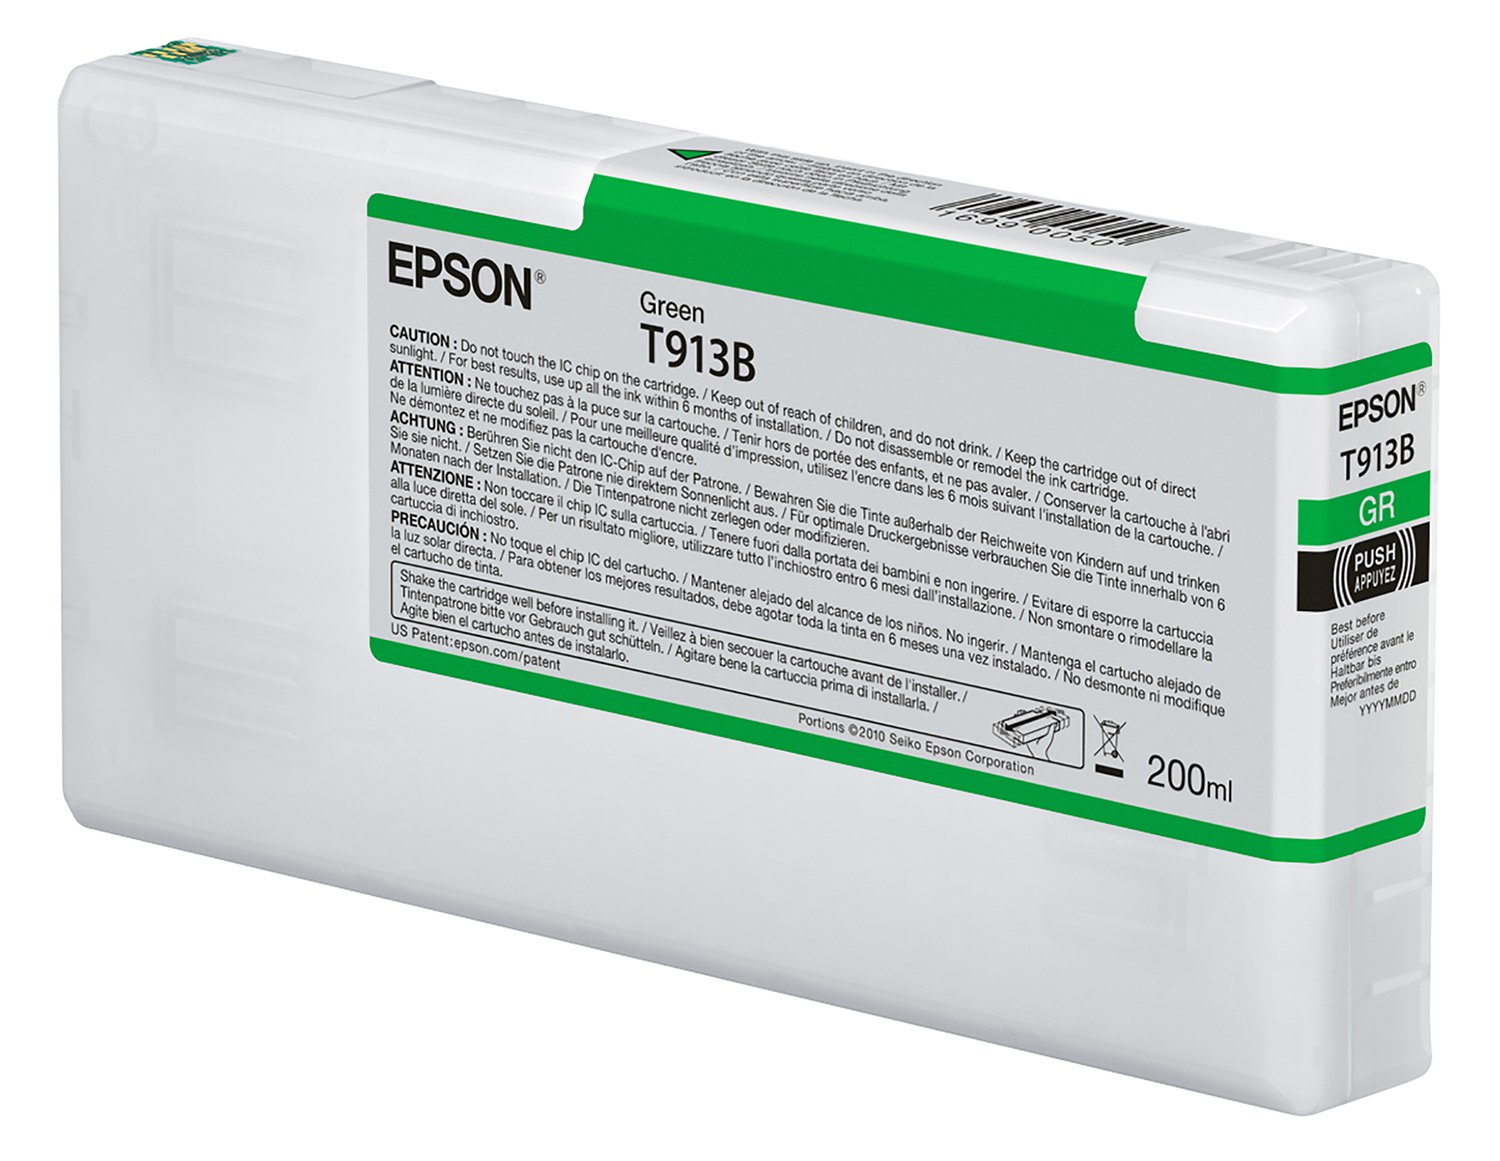 1699 0050
EPSON®
Green
T913B
CAUTION : Do not touch the IC chip on the cartridge. / Keep out of reach of children, and do not drink. / Keep the cartridge out of direct
sunlight. / For best results, use up all the ink within 6 months of installation. / Do not disassemble or remodel the ink cartridge.
ATTENTION : Ne touchez pas à la puce sur la cartouche. / Tenir hors de portée des enfants, et ne pas avaler. / Conserver la cartouche à l'abri
de la lumière directe du soleil. / Pour une meilleure qualité d'impression, utilisez l'encre dans les 6 mois suivant l'installation de la cartouche. /
Ne démontez et ne modifiez pas la cartouche d'encre.
ACHTUNG : Berühren Sie nicht den IC-Chip auf der Patrone. / Bewahren Sie die Tinte außerhalb der Reichweite von Kindern auf und trinken
Sie sie nicht. / Setzen Sie die Patrone nie direktem Sonnenlicht aus. / Für optimale Druckergebnisse verbrauchen Sie die Tinte innerhalb von 6
Monaten nach der Installation. / Die Tintenpatrone nicht zerlegen oder modifizieren.
ATTENZIONE : Non toccare il chip IC sulla cartuccia. / Tenere fuori dalla portata dei bambini e non ingerire. / Evitare di esporre la cartuccia
alla luce diretta del sole. / Per un risultato migliore, utilizzare tutto l'inchiostro entro 6 mesi dall'installazione. / Non smontare o rimodellare la
cartuccia di inchiostro.
PRECAUCIÓN : No toque el chip IC del cartucho. / Mantener alejado del alcance de los niños. No ingerir. / Mantenga el cartucho alejado de
la luz solar directa. / Para obtener los mejores resultados, debe agotar toda la tinta en 6 meses una vez instalado. / No desmonte ni modifique
el cartucho de tinta.
Shake the cartridge well before installing it. / Veillez à bien secouer la cartouche avant de l'installer. /
Tintenpatrone bitte vor Gebrauch gut schütteln. / Agitare bene la cartuccia prima di installarla. /
Agite bien el cartucho antes de instalarlo.
US Patent:epson.com/patent
Portions ©2010 Seiko Epson Corporation
200ml
EPSON®
T913B
GR
PUSH
APPUYEZ
Best before
Utiliser de
préférence avant le
Haltbar bis
Preferibilmente entro
Mejor antes de
YYYYMMDD